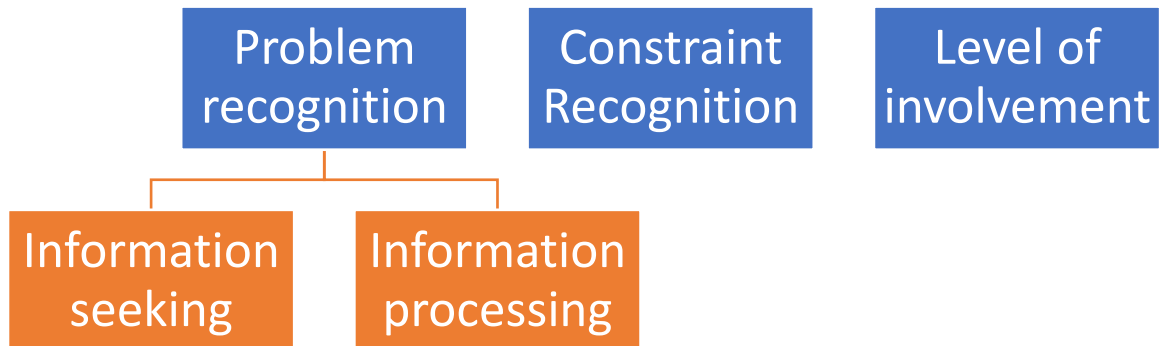 Problem
recognition
Constraint
Recognition
Level of
involvement
Information
seeking
Information
processing